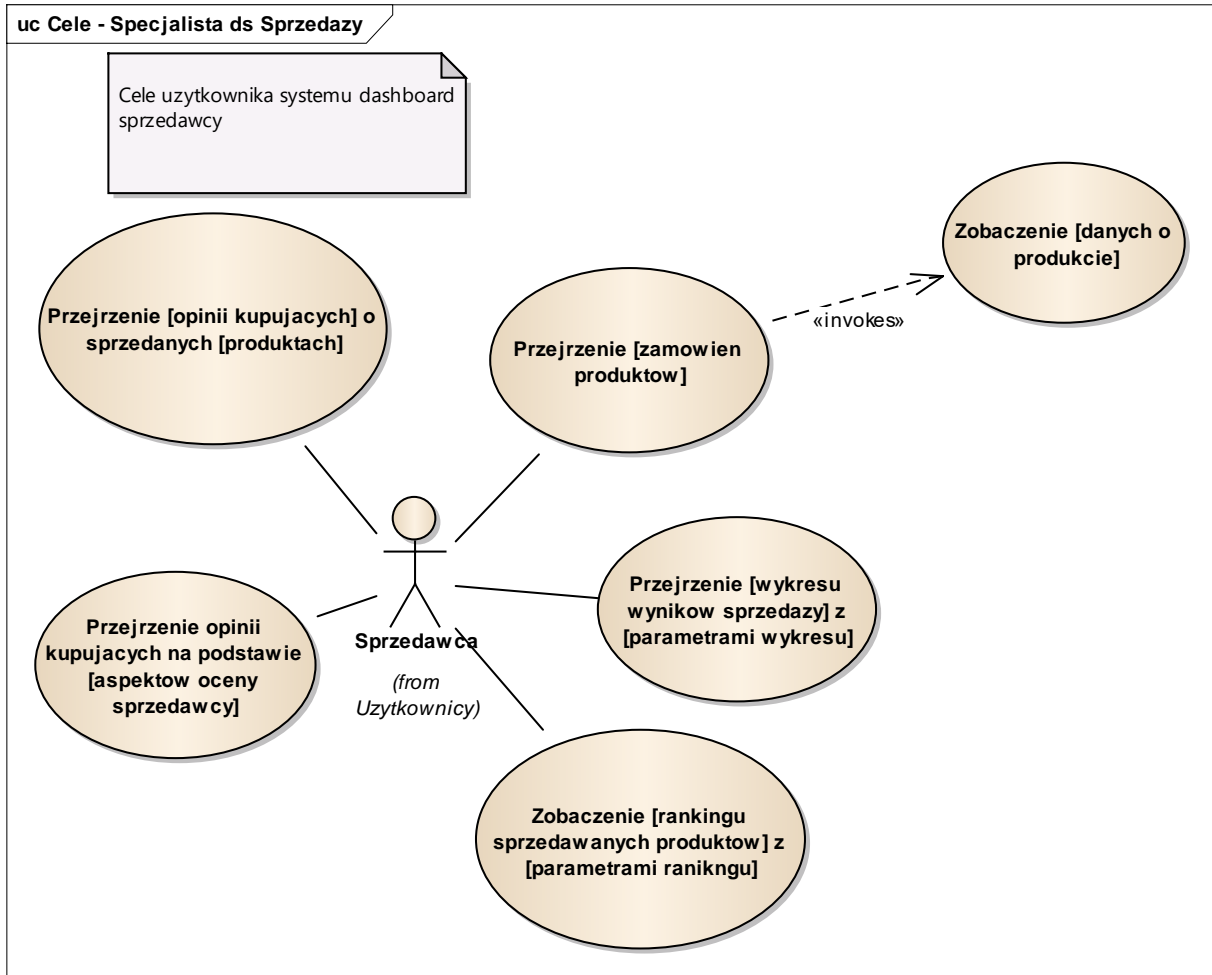 uc Cele - Specjalista ds Sprzedazy
Cele uzytkownika systemu dashboard
sprzedawcy
Zobaczenie [danych o
produkcie]
Przejrzenie [opinii kupujacych] o
sprzedanych [produktach]
Przejrzenie [zamowien
produktow]
«invokes»
Przejrzenie [wykresu
wynikow sprzedazy] z
[parametrami wykresu]
Przejrzenie opinii
kupujacych na podstawie
[aspektow oceny
sprzedawcy]
Sprzedawca
(from
Uzytkownicy)
Zobaczenie [rankingu
sprzedawanych produktow] z
[parametrami ranikngu]